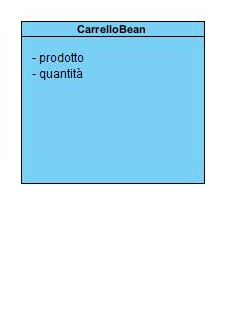 CarrelloBean
- prodotto
- quantità